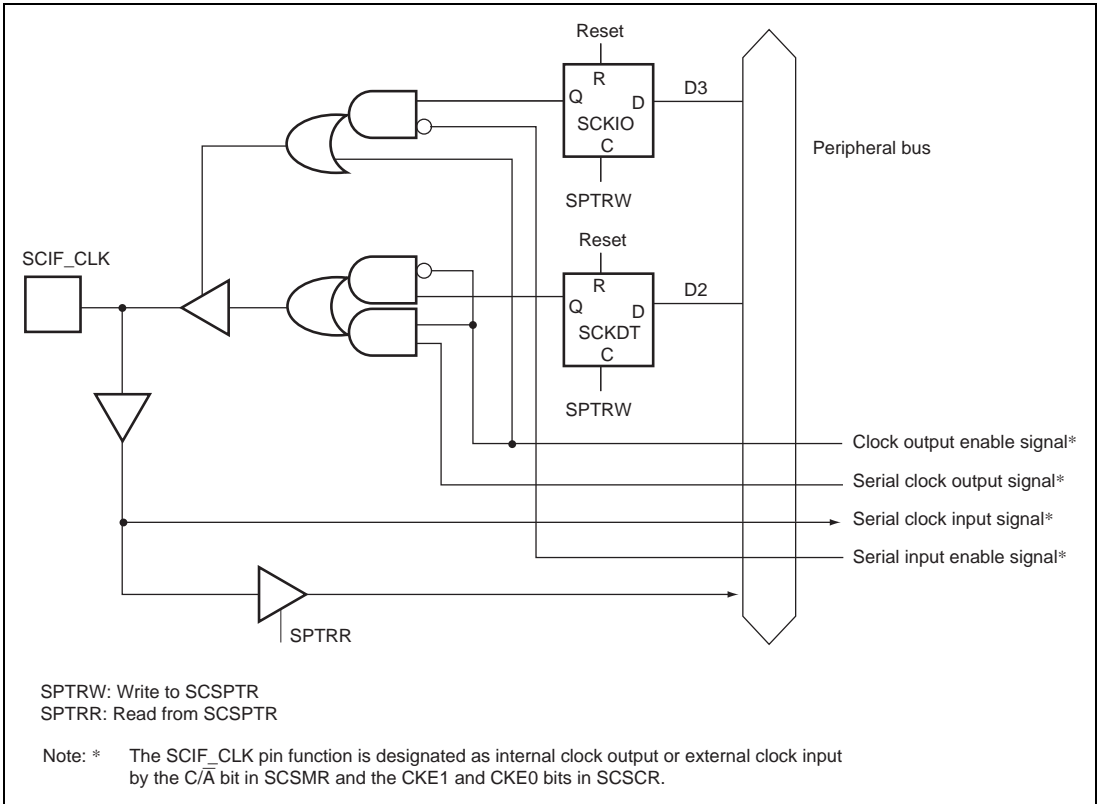 Reset
R
Q
D
SCKIO
C
D3
Peripheral bus
SPTRW
SCIF_CLK
Reset
R
Q
D
SCKDT
C
D2
SPTRW
Clock output enable signal*
Serial clock output signal*
Serial clock input signal*
Serial input enable signal*
SPTRR
SPTRW: Write to SCSPTR
SPTRR: Read from SCSPTR
Note: * The SCIF_CLK pin function is designated as internal clock output or external clock input
by the C/A̅ bit in SCSMR and the CKE1 and CKE0 bits in SCSCR.